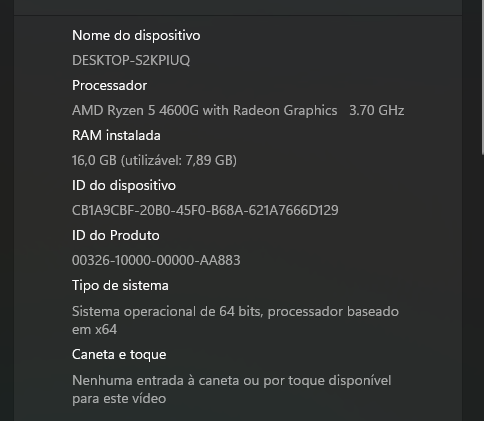 Nome do dispositivo
DESKTOP-S2KPIUQ
Processador
AMD Ryzen 5 4600G with Radeon Graphics 3.70 GHz
RAM instalada
16,0 GB (utilizável: 7,89 GB)
ID do dispositivo
CB1A9CBF-20B0-45F0-B68A-621A7666D129
ID do Produto
00326-10000-00000-AA883
Tipo de sistema
Sistema operacional de 64 bits, processador baseado
em x64
Caneta e toque
Nenhuma entrada à caneta ou por toque disponível
para este vídeo